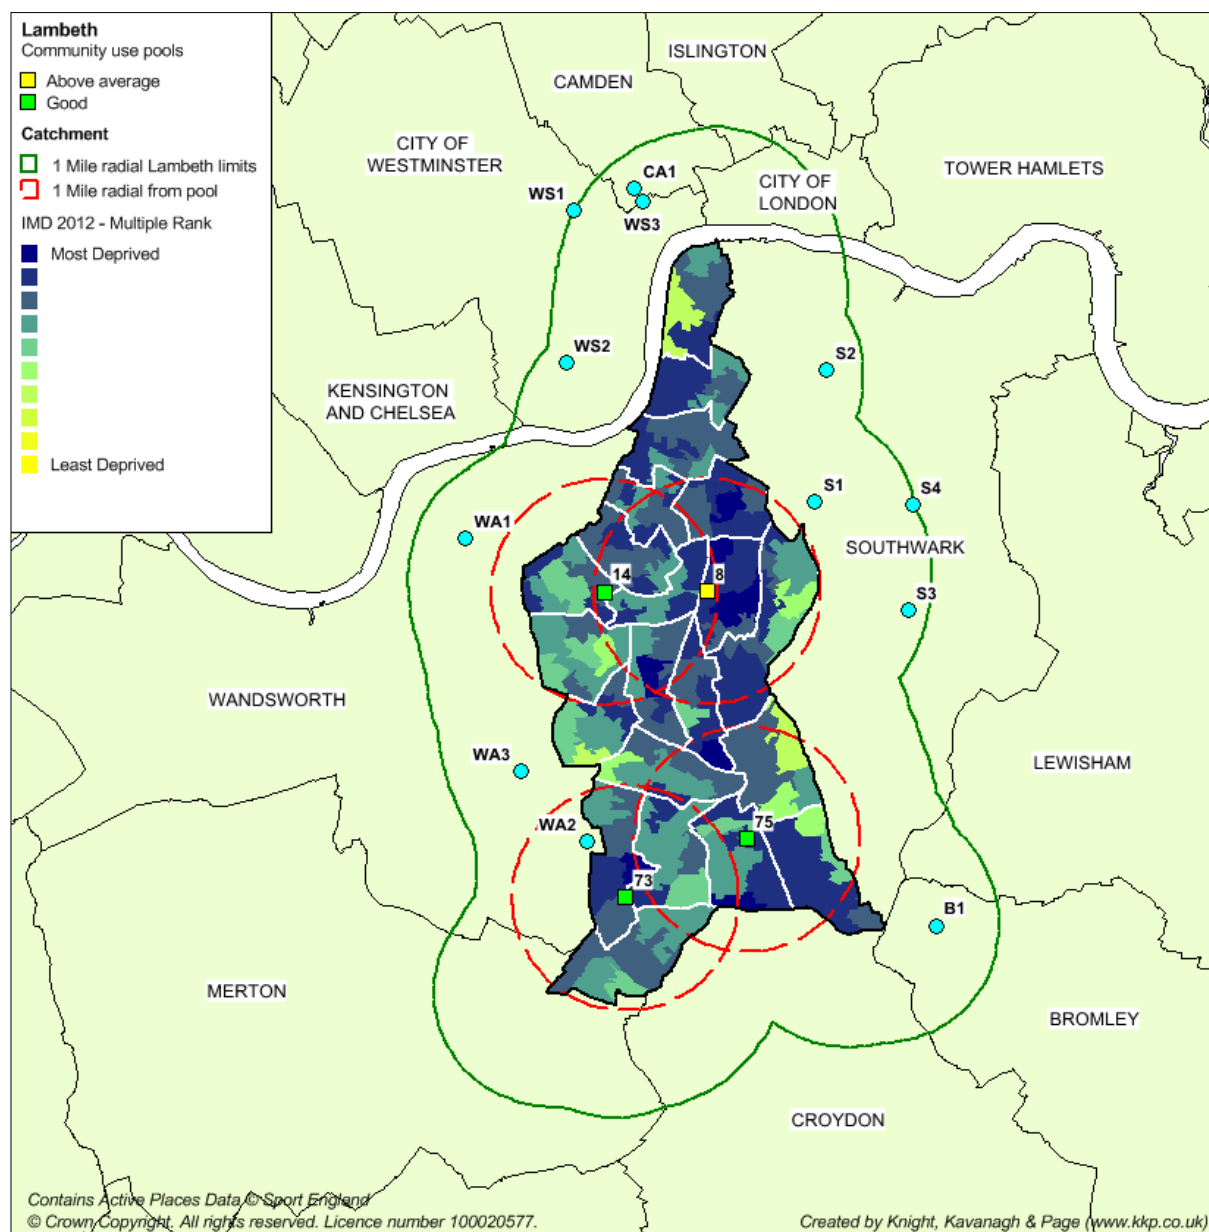 Lambeth
Community use pools
Above average
Good
Catchment
1 Mile radial Lambeth limits
1 Mile radial from pool
IMD 2012 - Multiple Rank
Most Deprived
Least Deprived
ISLINGTON
CAMDEN
CITY OF
WESTMINSTER
TOWER HAMLETS
CITY OF
LONDON
CA1
WS1
WS3
WS2
S2
KENSINGTON
AND CHELSEA
S1
S4
WA1
SOUTHWARK
14
8
S3
WANDSWORTH
WA3
LEWISHAM
WA2
75
73
B1
MERTON
BROMLEY
CROYDON
Contains Active Places Data © Sport England
© Crown Copyright. All rights reserved. Licence number 100020577.
Created by Knight, Kavanagh & Page (www.kkp.co.uk)